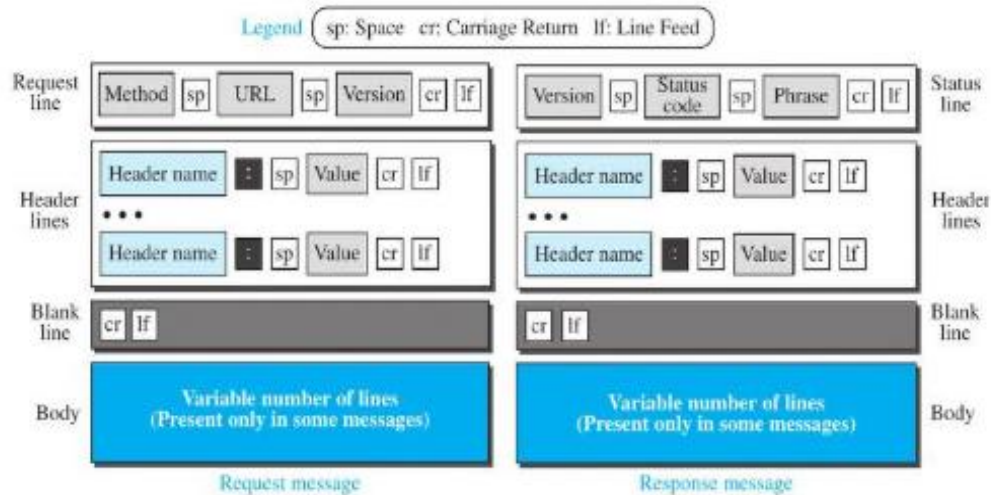 Legend sp: Space cr: Carriage Return lf: Line Feed
Request line
Method sp URL sp Version cr lf
Header lines
Header name : sp Value cr lf
• • •
Header name : sp Value cr lf
Blank line
cr lf
Body
Variable number of lines
(Present only in some messages)
Request message
Version sp Status code sp Phrase cr lf
Status line
Header name : sp Value cr lf
• • •
Header name : sp Value cr lf
Header lines
cr lf
Blank line
Variable number of lines
(Present only in some messages)
Body
Response message